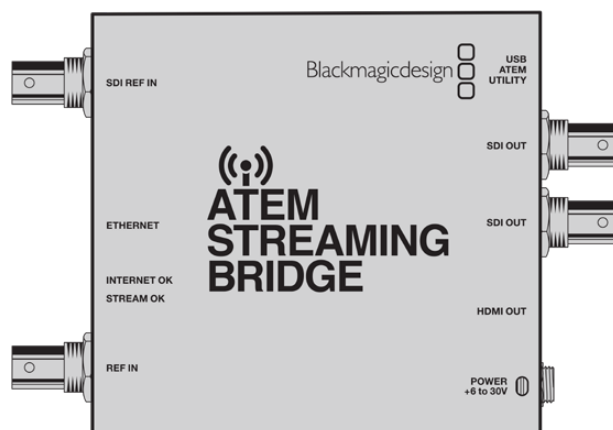 SDI REF IN
Blackmagicdesign
USB
ATEM
UTILITY
SDI OUT
ETHERNET
ATEM
STREAMING
BRIDGE
SDI OUT
INTERNET OK
STREAM OK
HDMI OUT
REF IN
POWER
+6 to 30V